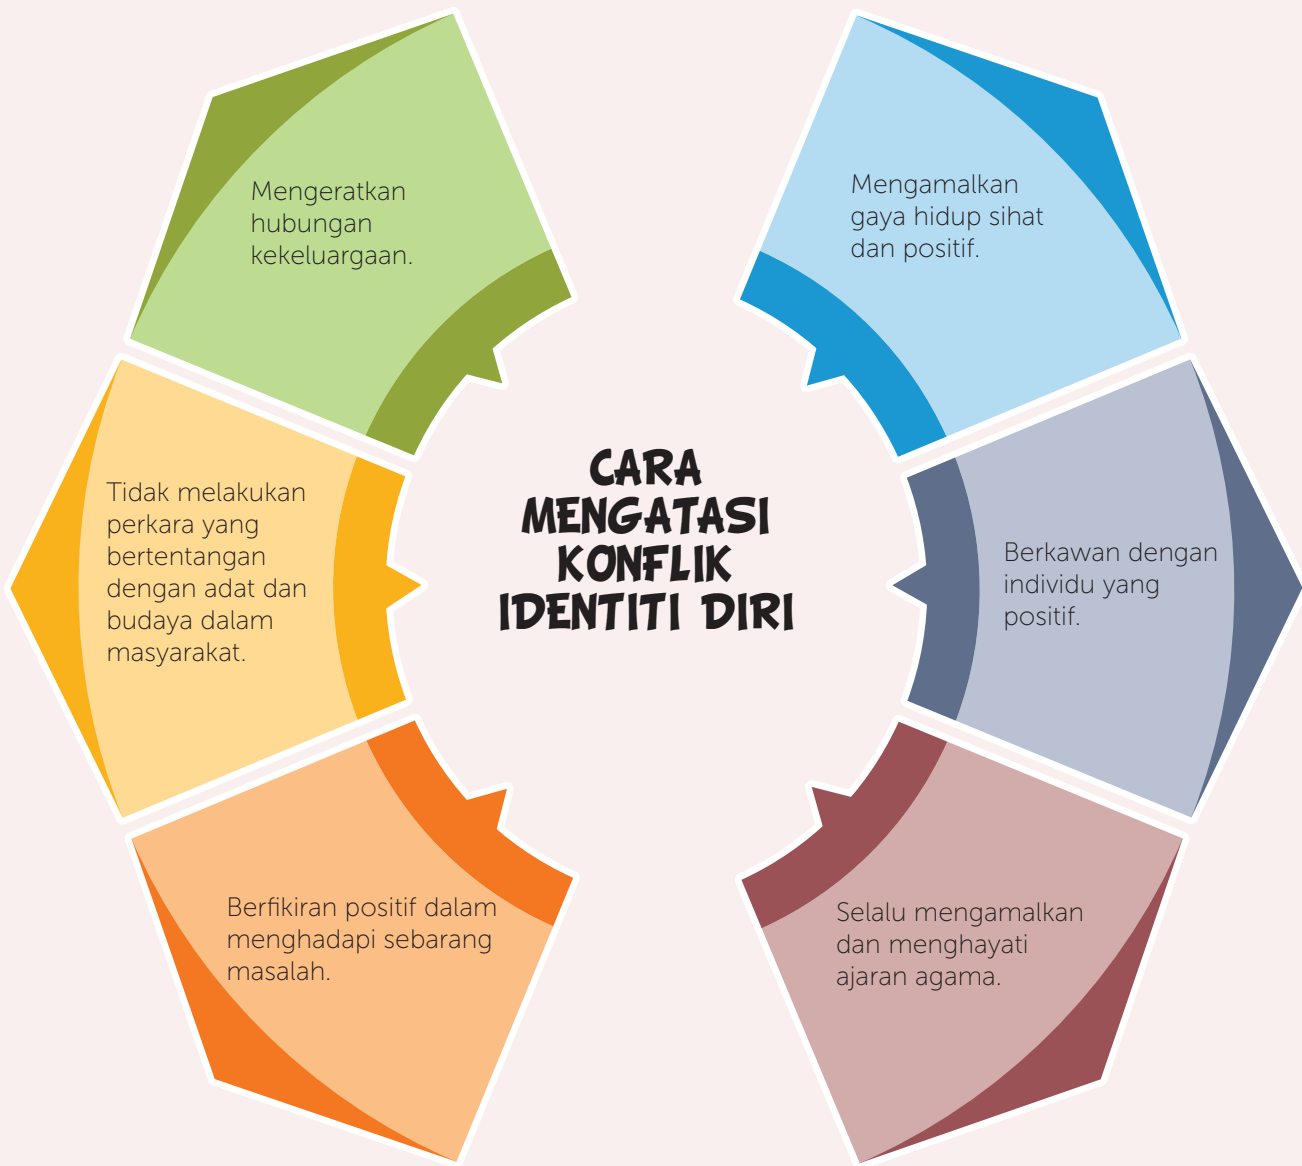 Mengeratkan
hubungan
kekeluargaan.
Mengamalkan
gaya hidup sihat
dan positif.
CARA
MENGATASI
KONFLIK
IDENTITI DIRI
Tidak melakukan
perkara yang
bertentangan
dengan adat dan
budaya dalam
masyarakat.
Berkawan dengan
individu yang
positif.
Berfikiran positif dalam
menghadapi sebarang
masalah.
Selalu mengamalkan
dan menghayati
ajaran agama.